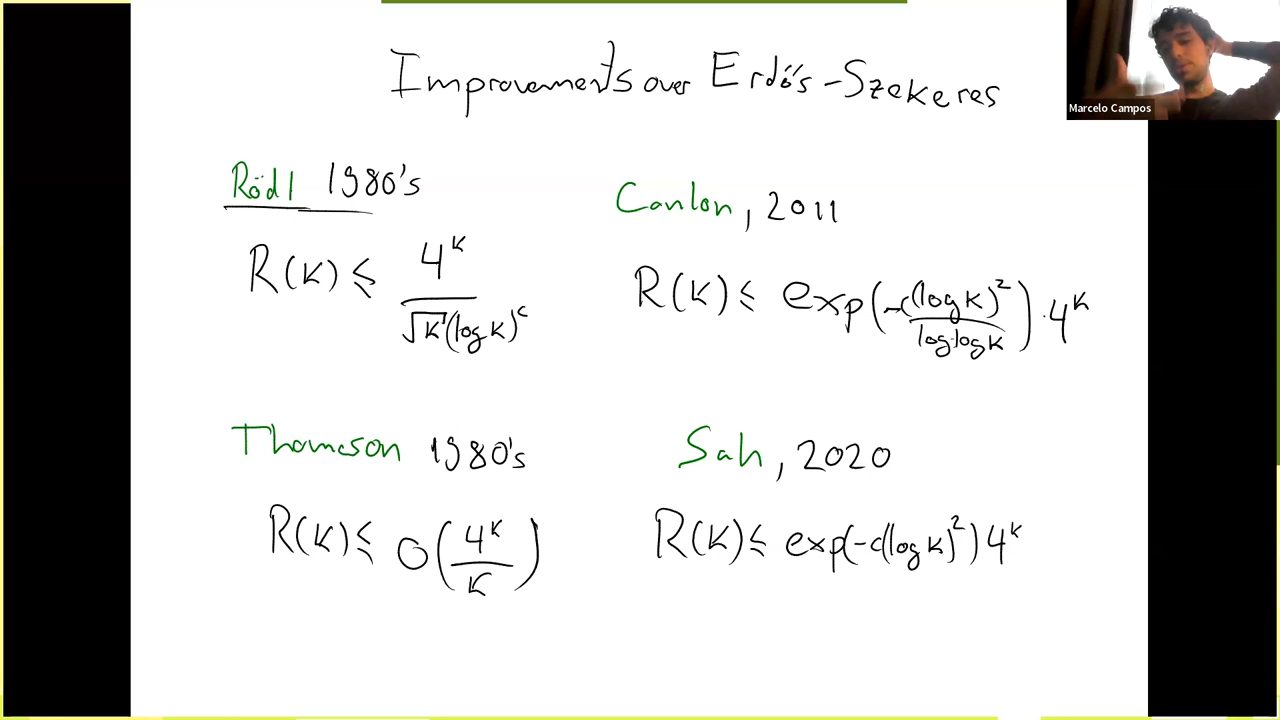 Improvements over Erdős-Szekeres
Marcelo Campos
Rödl 1980's
R(k) ≤ 4^k / √k (log k)^c
Conlon, 2011
R(k) ≤ exp(-c (log k)^2 / log log k) · 4^k
Thomason 1980's
R(k) ≤ O(4^k / k)
Sah, 2020
R(k) ≤ exp(-c(log k)^2) 4^k